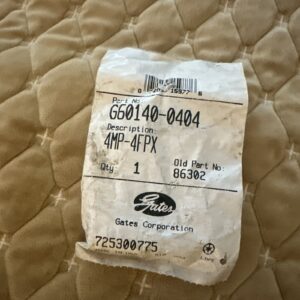 Part No:
G60140-0404
Description:
4MP-4FPX
Qty 1
Old Part No:
86302
Gates
Gates Corporation
725300775